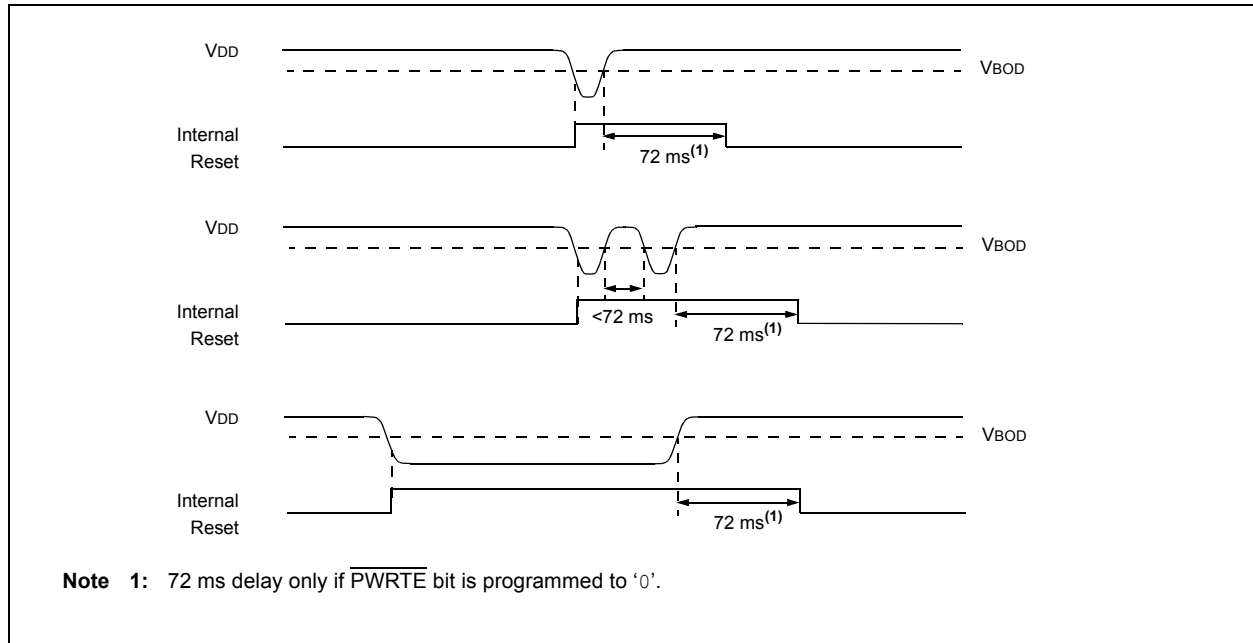 VDD
VBOD
Internal
Reset
72 ms(1)
VDD
VBOD
Internal
Reset
<72 ms
72 ms(1)
VDD
VBOD
Internal
Reset
72 ms(1)
Note 1: 72 ms delay only if PWRTE bit is programmed to ‘0’.